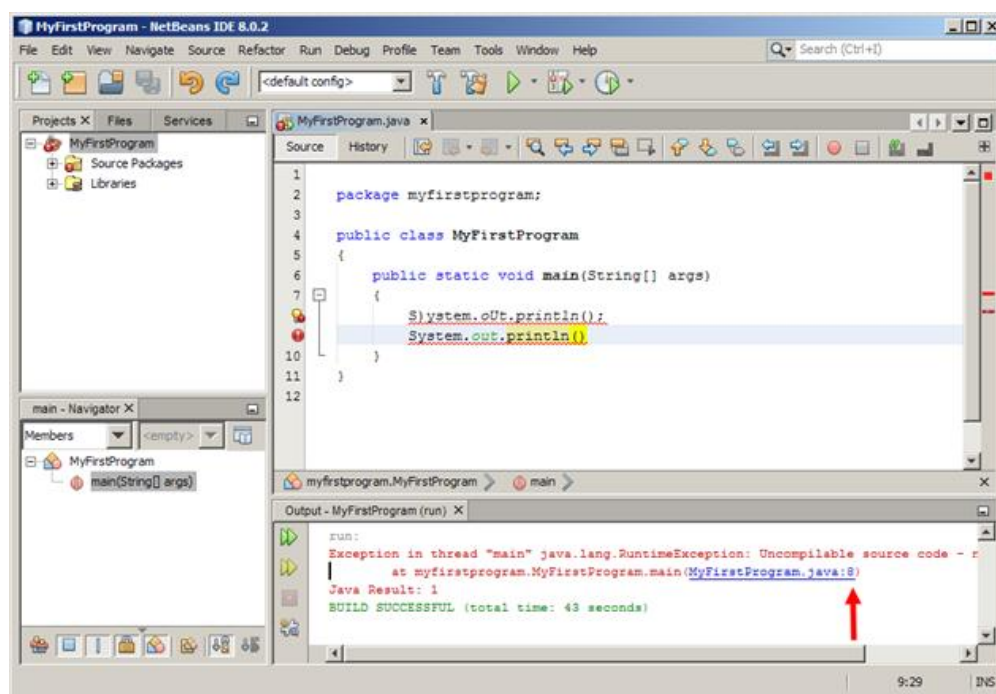 MyFirstProgram - NetBeans IDE 8.0.2
File Edit View Navigate Source Refactor Run Debug Profile Team Tools Window Help
Search (Ctrl+I)
<default config>
Projects Files Services
MyFirstProgram
Source Packages
Libraries
MyFirstProgram.java
Source History
1
2 package myfirstprogram;
3
4 public class MyFirstProgram
5 {
6 public static void main(String[] args)
7 {
S)ystem.oUt.println();
System.out.println()
10 }
11 }
12
main - Navigator
Members <empty>
MyFirstProgram
main(String[] args)
myfirstprogram.MyFirstProgram main
Output - MyFirstProgram (run)
run:
Exception in thread "main" java.lang.RuntimeException: Uncompilable source code -
at myfirstprogram.MyFirstProgram.main(MyFirstProgram.java:8)
Java Result: 1
BUILD SUCCESSFUL (total time: 43 seconds)
9:29 INS